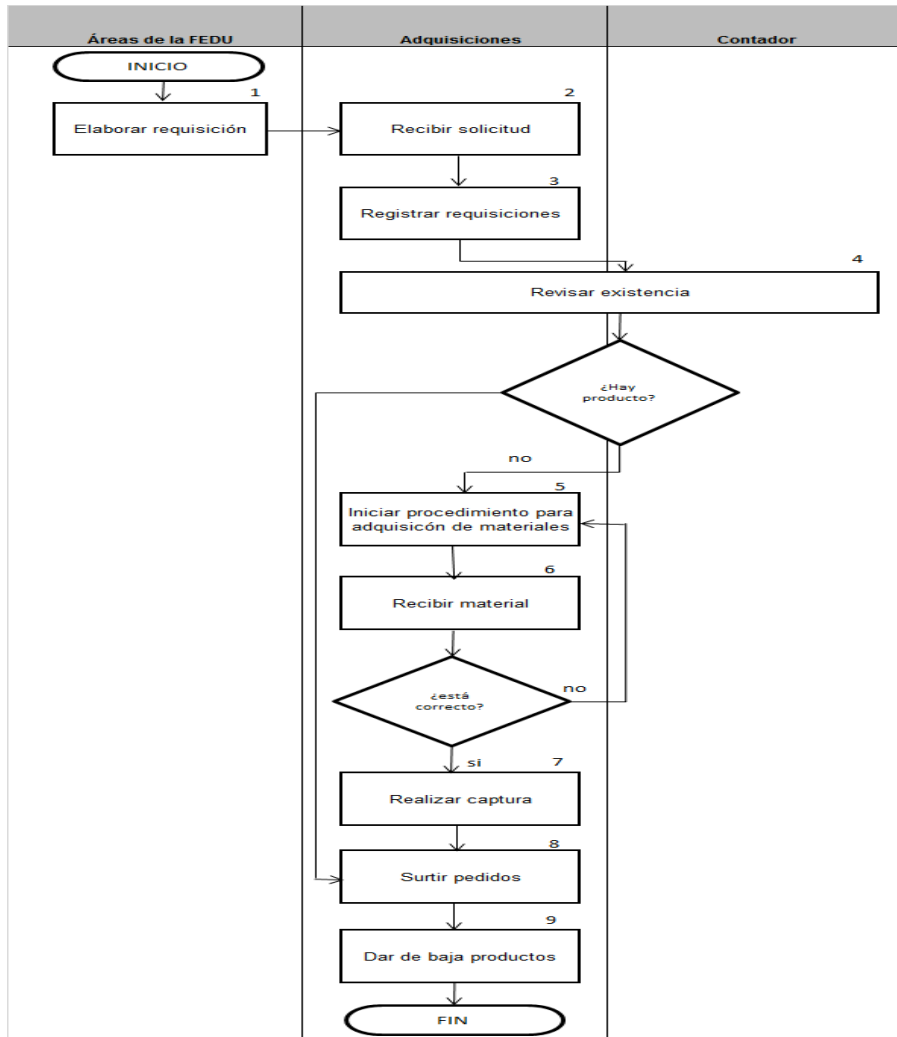 Áreas de la FEDU
Adquisiciones
Contador
INICIO
1
Elaborar requisición
2
Recibir solicitud
3
Registrar requisiciones
4
Revisar existencia
¿Hay
producto?
no
5
Iniciar procedimiento para
adquisicón de materiales
6
Recibir material
¿está
correcto?
no
si
7
Realizar captura
8
Surtir pedidos
9
Dar de baja productos
FIN